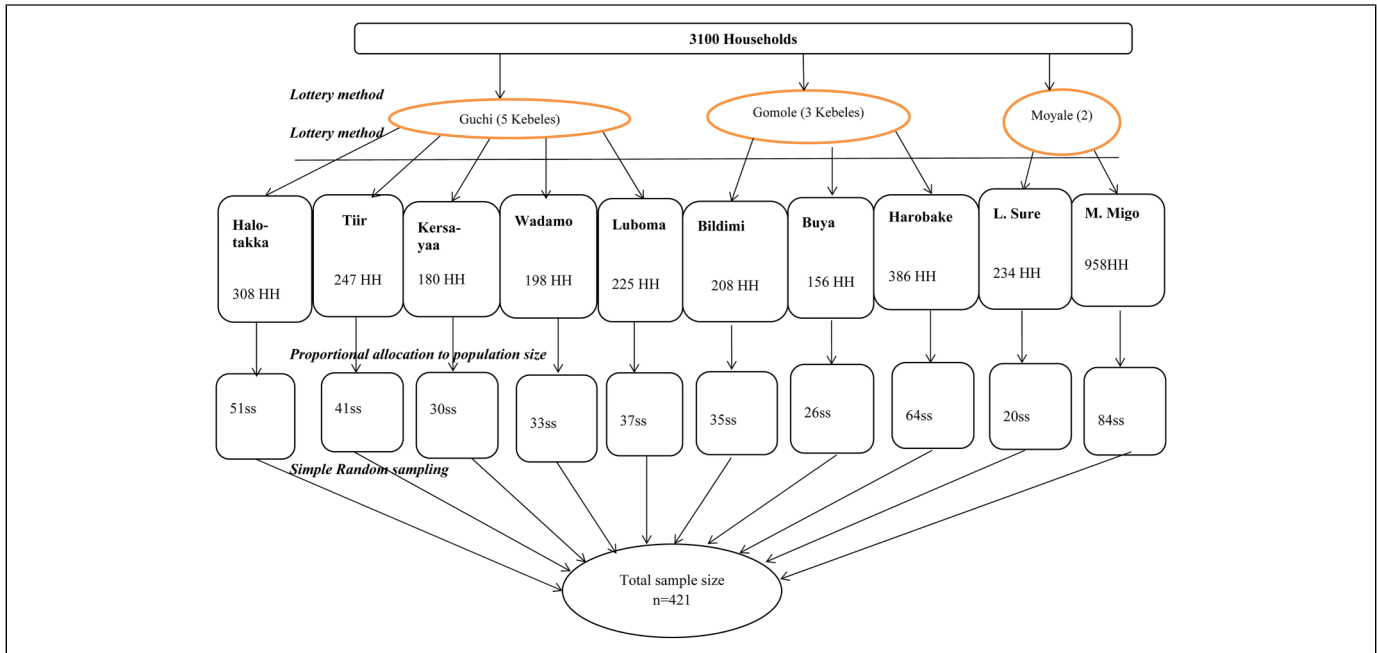 3100 Households
Lottery method
Guchi (5 Kebeles)
Gomole (3 Kebeles)
Moyale (2)
Lottery method
Halo-
takka
308 HH
Tiir
247 HH
Kersa-
yaa
180 HH
Wadamo
198 HH
Luboma
225 HH
Bildimi
208 HH
Buya
156 HH
Harobake
386 HH
L. Sure
234 HH
M. Migo
958HH
Proportional allocation to population size
51ss
41ss
30ss
33ss
37ss
35ss
26ss
64ss
20ss
84ss
Simple Random sampling
Total sample size
n=421